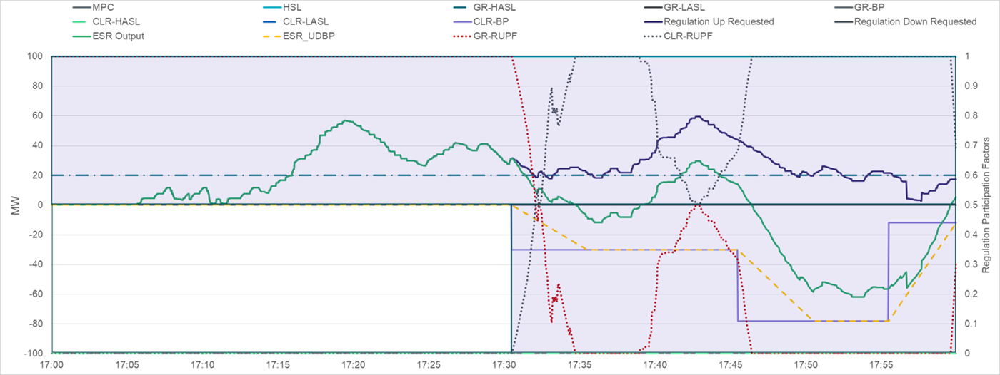 MPC HSL GR-HASL GR-LASL GR-BP
CLR-HASL CLR-LASL CLR-BP Regulation Up Requested Regulation Down Requested
ESR Output ESR_UDBP GR-RUPF CLR-RUPF
100 1
80 0.9
60 0.8
40 0.7
20 0.6
0 0.5
-20 0.4
-40 0.3
-60 0.2
-80 0.1
-100 0
MW
Regulation Participation Factors
17:00 17:05 17:10 17:15 17:20 17:25 17:30 17:35 17:40 17:45 17:50 17:55